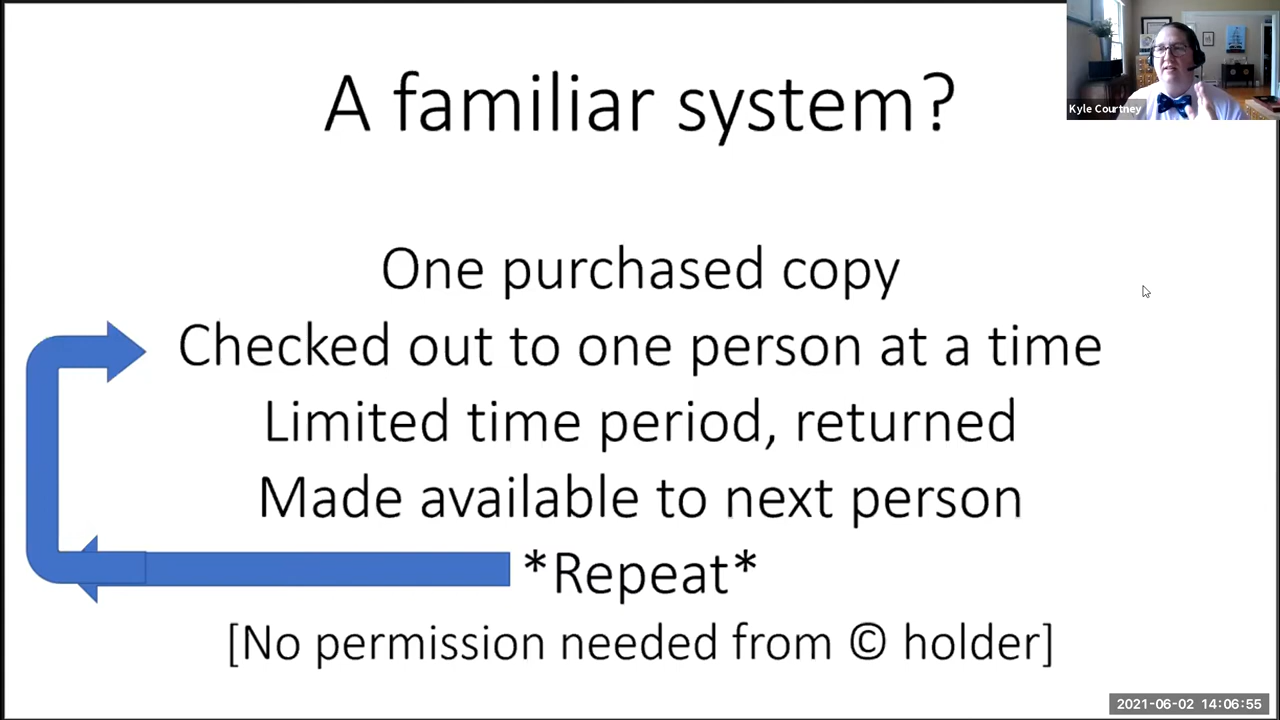 A familiar system?
Kyle Courtney
One purchased copy
Checked out to one person at a time
Limited time period, returned
Made available to next person
*Repeat*
[No permission needed from © holder]
2021-06-02 14:06:55